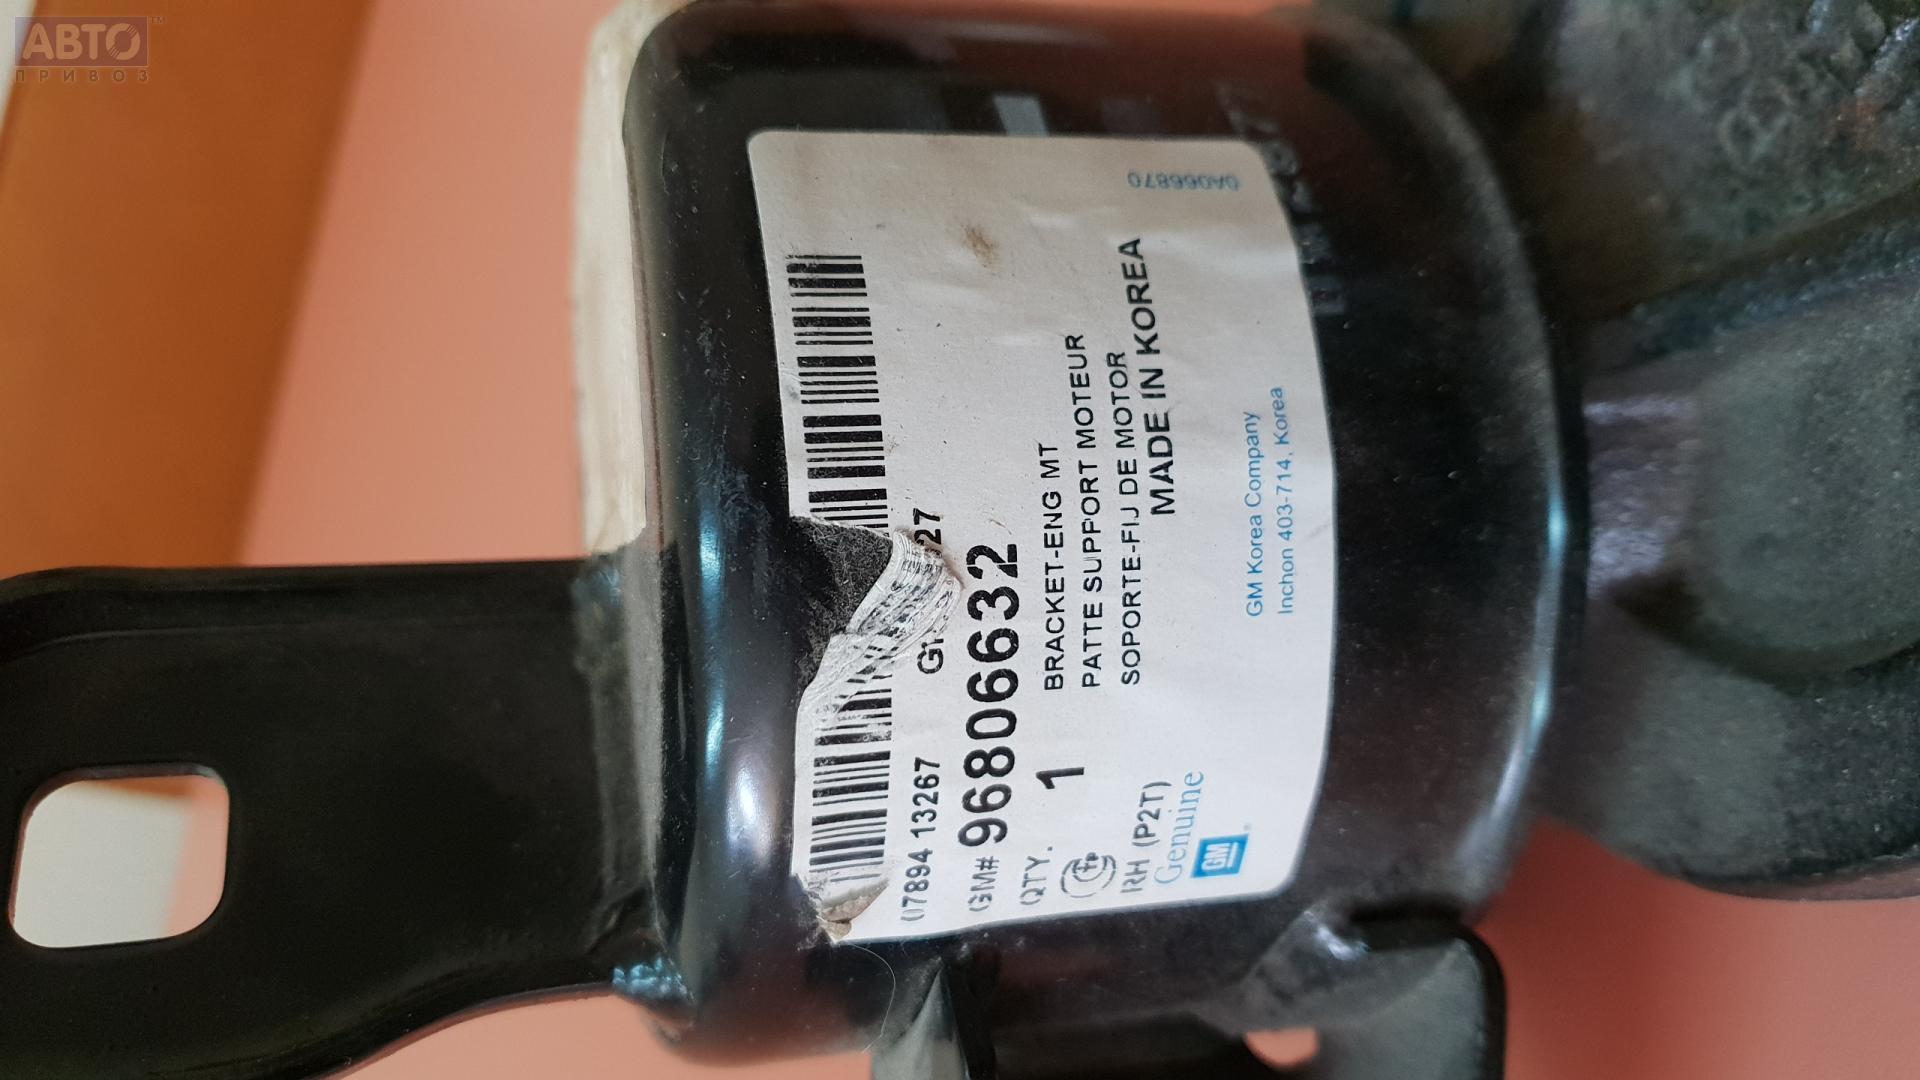 АВТО
ПРИВОЗ
07894 13267
GM# 96806632
QTY. 1
BRACKET-ENG MT
PATTE SUPPORT MOTEUR
SOPORTE-FIJ DE MOTOR
RH (P2T)
MADE IN KOREA
Genuine
GM
GM Korea Company
Inchon 403-714, Korea
0A066870